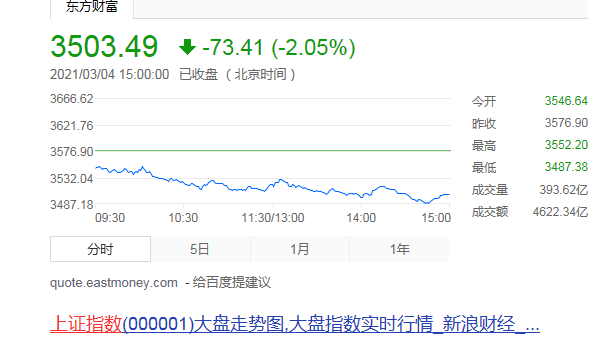 东方财富
3503.49 -73.41 (-2.05%)
2021/03/04 15:00:00 已收盘 （北京时间）
3666.62
3621.76
3576.90
3532.04
3487.18
09:30 10:30 11:30/13:00 14:00 15:00
今开 3546.64
昨收 3576.90
最高 3552.20
最低 3487.38
成交量 393.62亿
成交额 4622.34亿
分时 5日 1月 1年
quote.eastmoney.com - 给百度提建议
上证指数(000001)大盘走势图,大盘指数实时行情_新浪财经_...